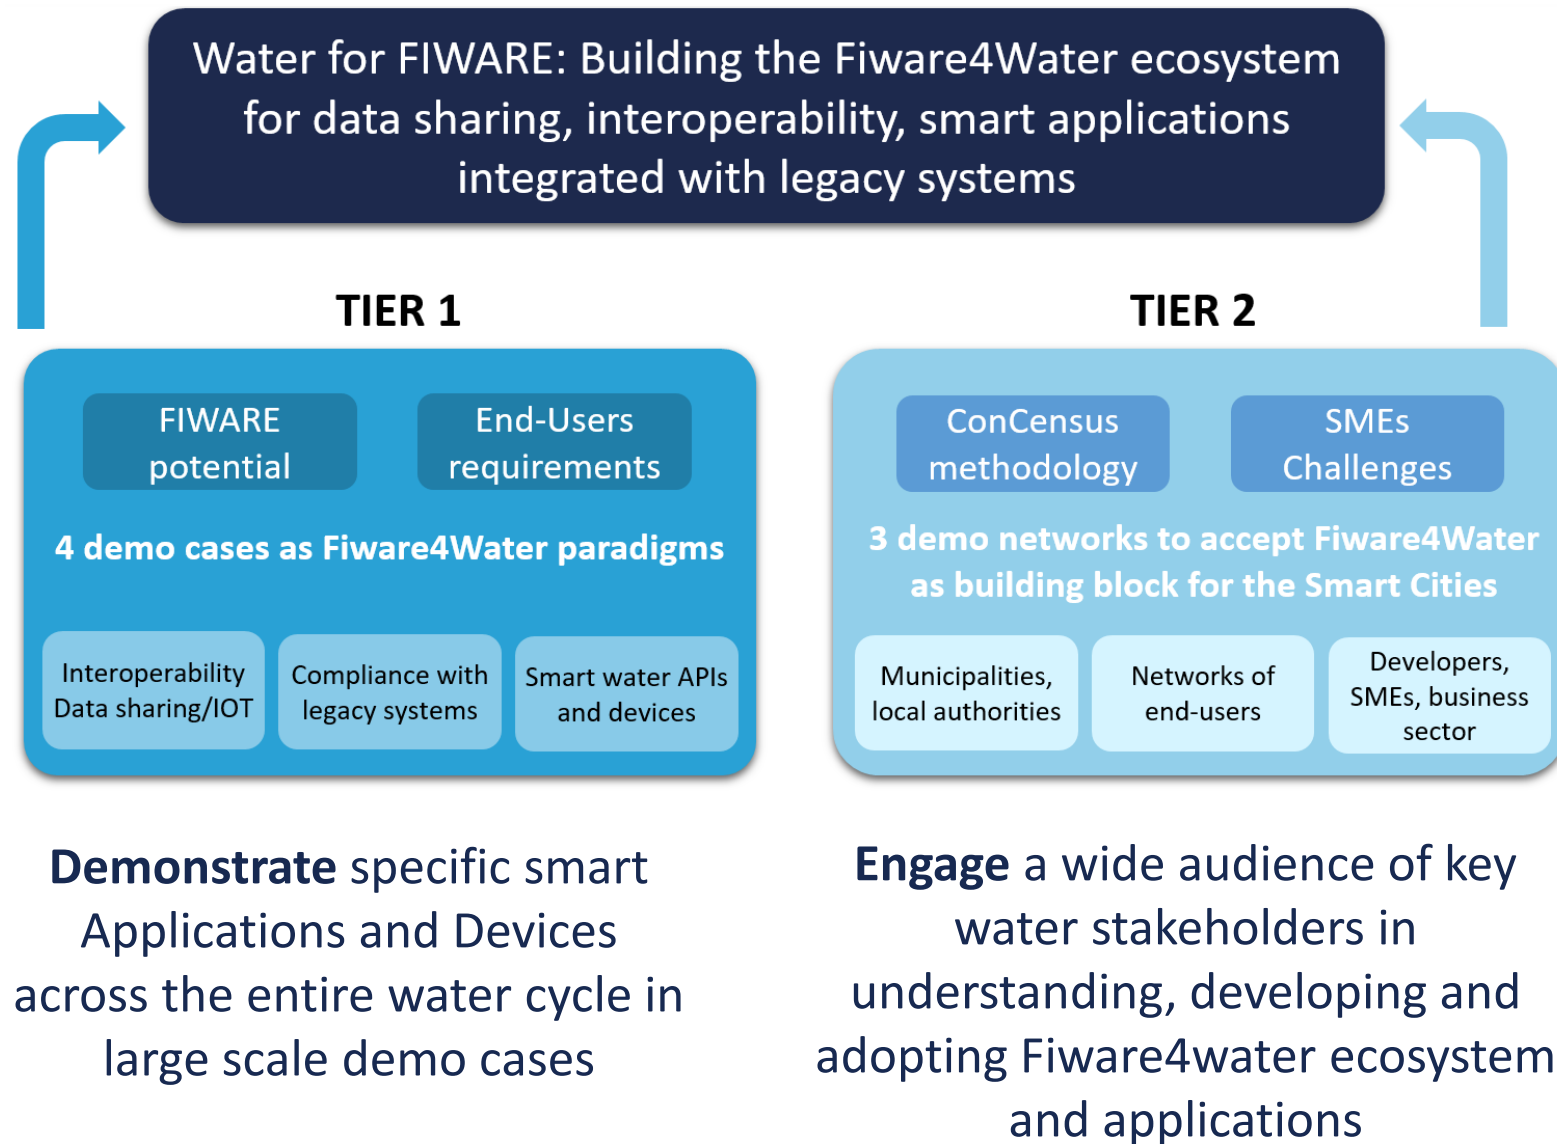 Water for FIWARE: Building the Fiware4Water ecosystem
for data sharing, interoperability, smart applications
integrated with legacy systems
TIER 1
FIWARE
potential
End-Users
requirements
4 demo cases as Fiware4Water paradigms
Interoperability
Data sharing/IOT
Compliance with
legacy systems
Smart water APIs
and devices
Demonstrate specific smart
Applications and Devices
across the entire water cycle in
large scale demo cases
TIER 2
ConCensus
methodology
SMEs
Challenges
3 demo networks to accept Fiware4Water
as building block for the Smart Cities
Municipalities,
local authorities
Networks of
end-users
Developers,
SMEs, business
sector
Engage a wide audience of key
water stakeholders in
understanding, developing and
adopting Fiware4water ecosystem
and applications